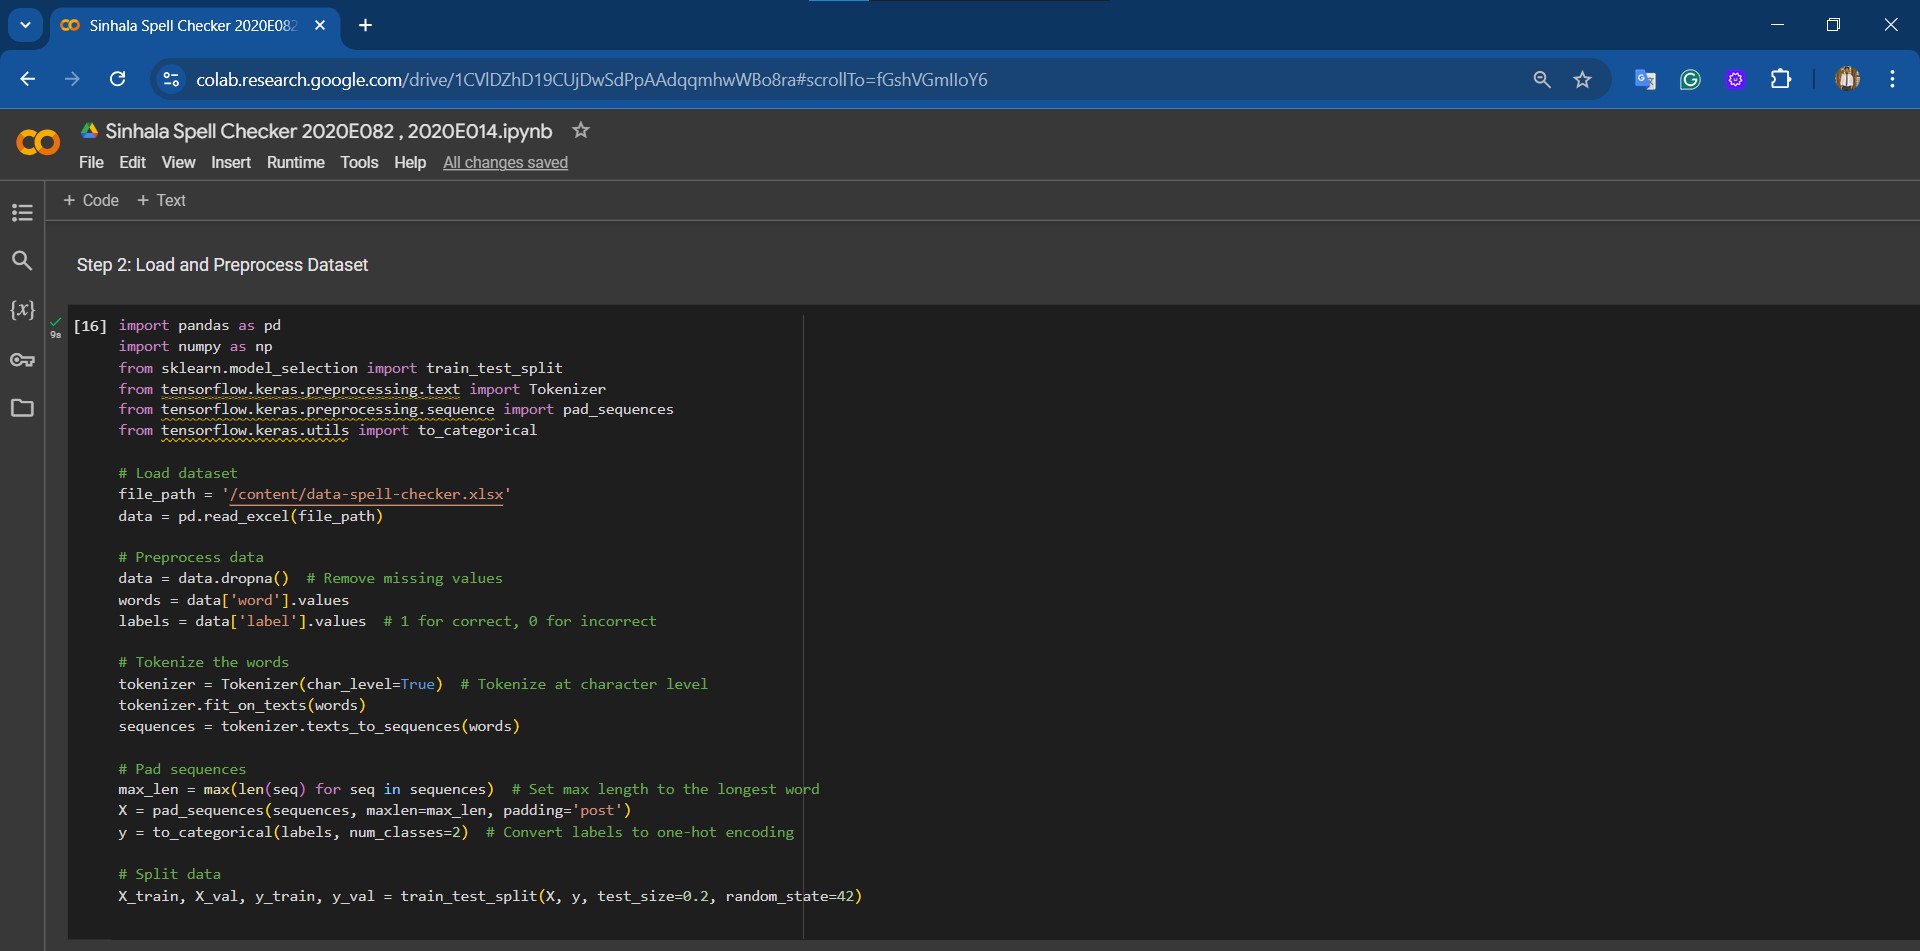 Sinhala Spell Checker 2020E082
colab.research.google.com/drive/1CVlDZhD19CUjDwSdPpAAdqqmhwWBo8ra#scrollTo=fGshVGmIIoY6
Sinhala Spell Checker 2020E082 , 2020E014.ipynb
File Edit View Insert Runtime Tools Help All changes saved
+ Code + Text
Step 2: Load and Preprocess Dataset
9s
[16] import pandas as pd
import numpy as np
from sklearn.model_selection import train_test_split
from tensorflow.keras.preprocessing.text import Tokenizer
from tensorflow.keras.preprocessing.sequence import pad_sequences
from tensorflow.keras.utils import to_categorical
# Load dataset
file_path = '/content/data-spell-checker.xlsx'
data = pd.read_excel(file_path)
# Preprocess data
data = data.dropna()  # Remove missing values
words = data['word'].values
labels = data['label'].values  # 1 for correct, 0 for incorrect
# Tokenize the words
tokenizer = Tokenizer(char_level=True)  # Tokenize at character level
tokenizer.fit_on_texts(words)
sequences = tokenizer.texts_to_sequences(words)
# Pad sequences
max_len = max(len(seq) for seq in sequences)  # Set max length to the longest word
X = pad_sequences(sequences, maxlen=max_len, padding='post')
y = to_categorical(labels, num_classes=2)  # Convert labels to one-hot encoding
# Split data
X_train, X_val, y_train, y_val = train_test_split(X, y, test_size=0.2, random_state=42)